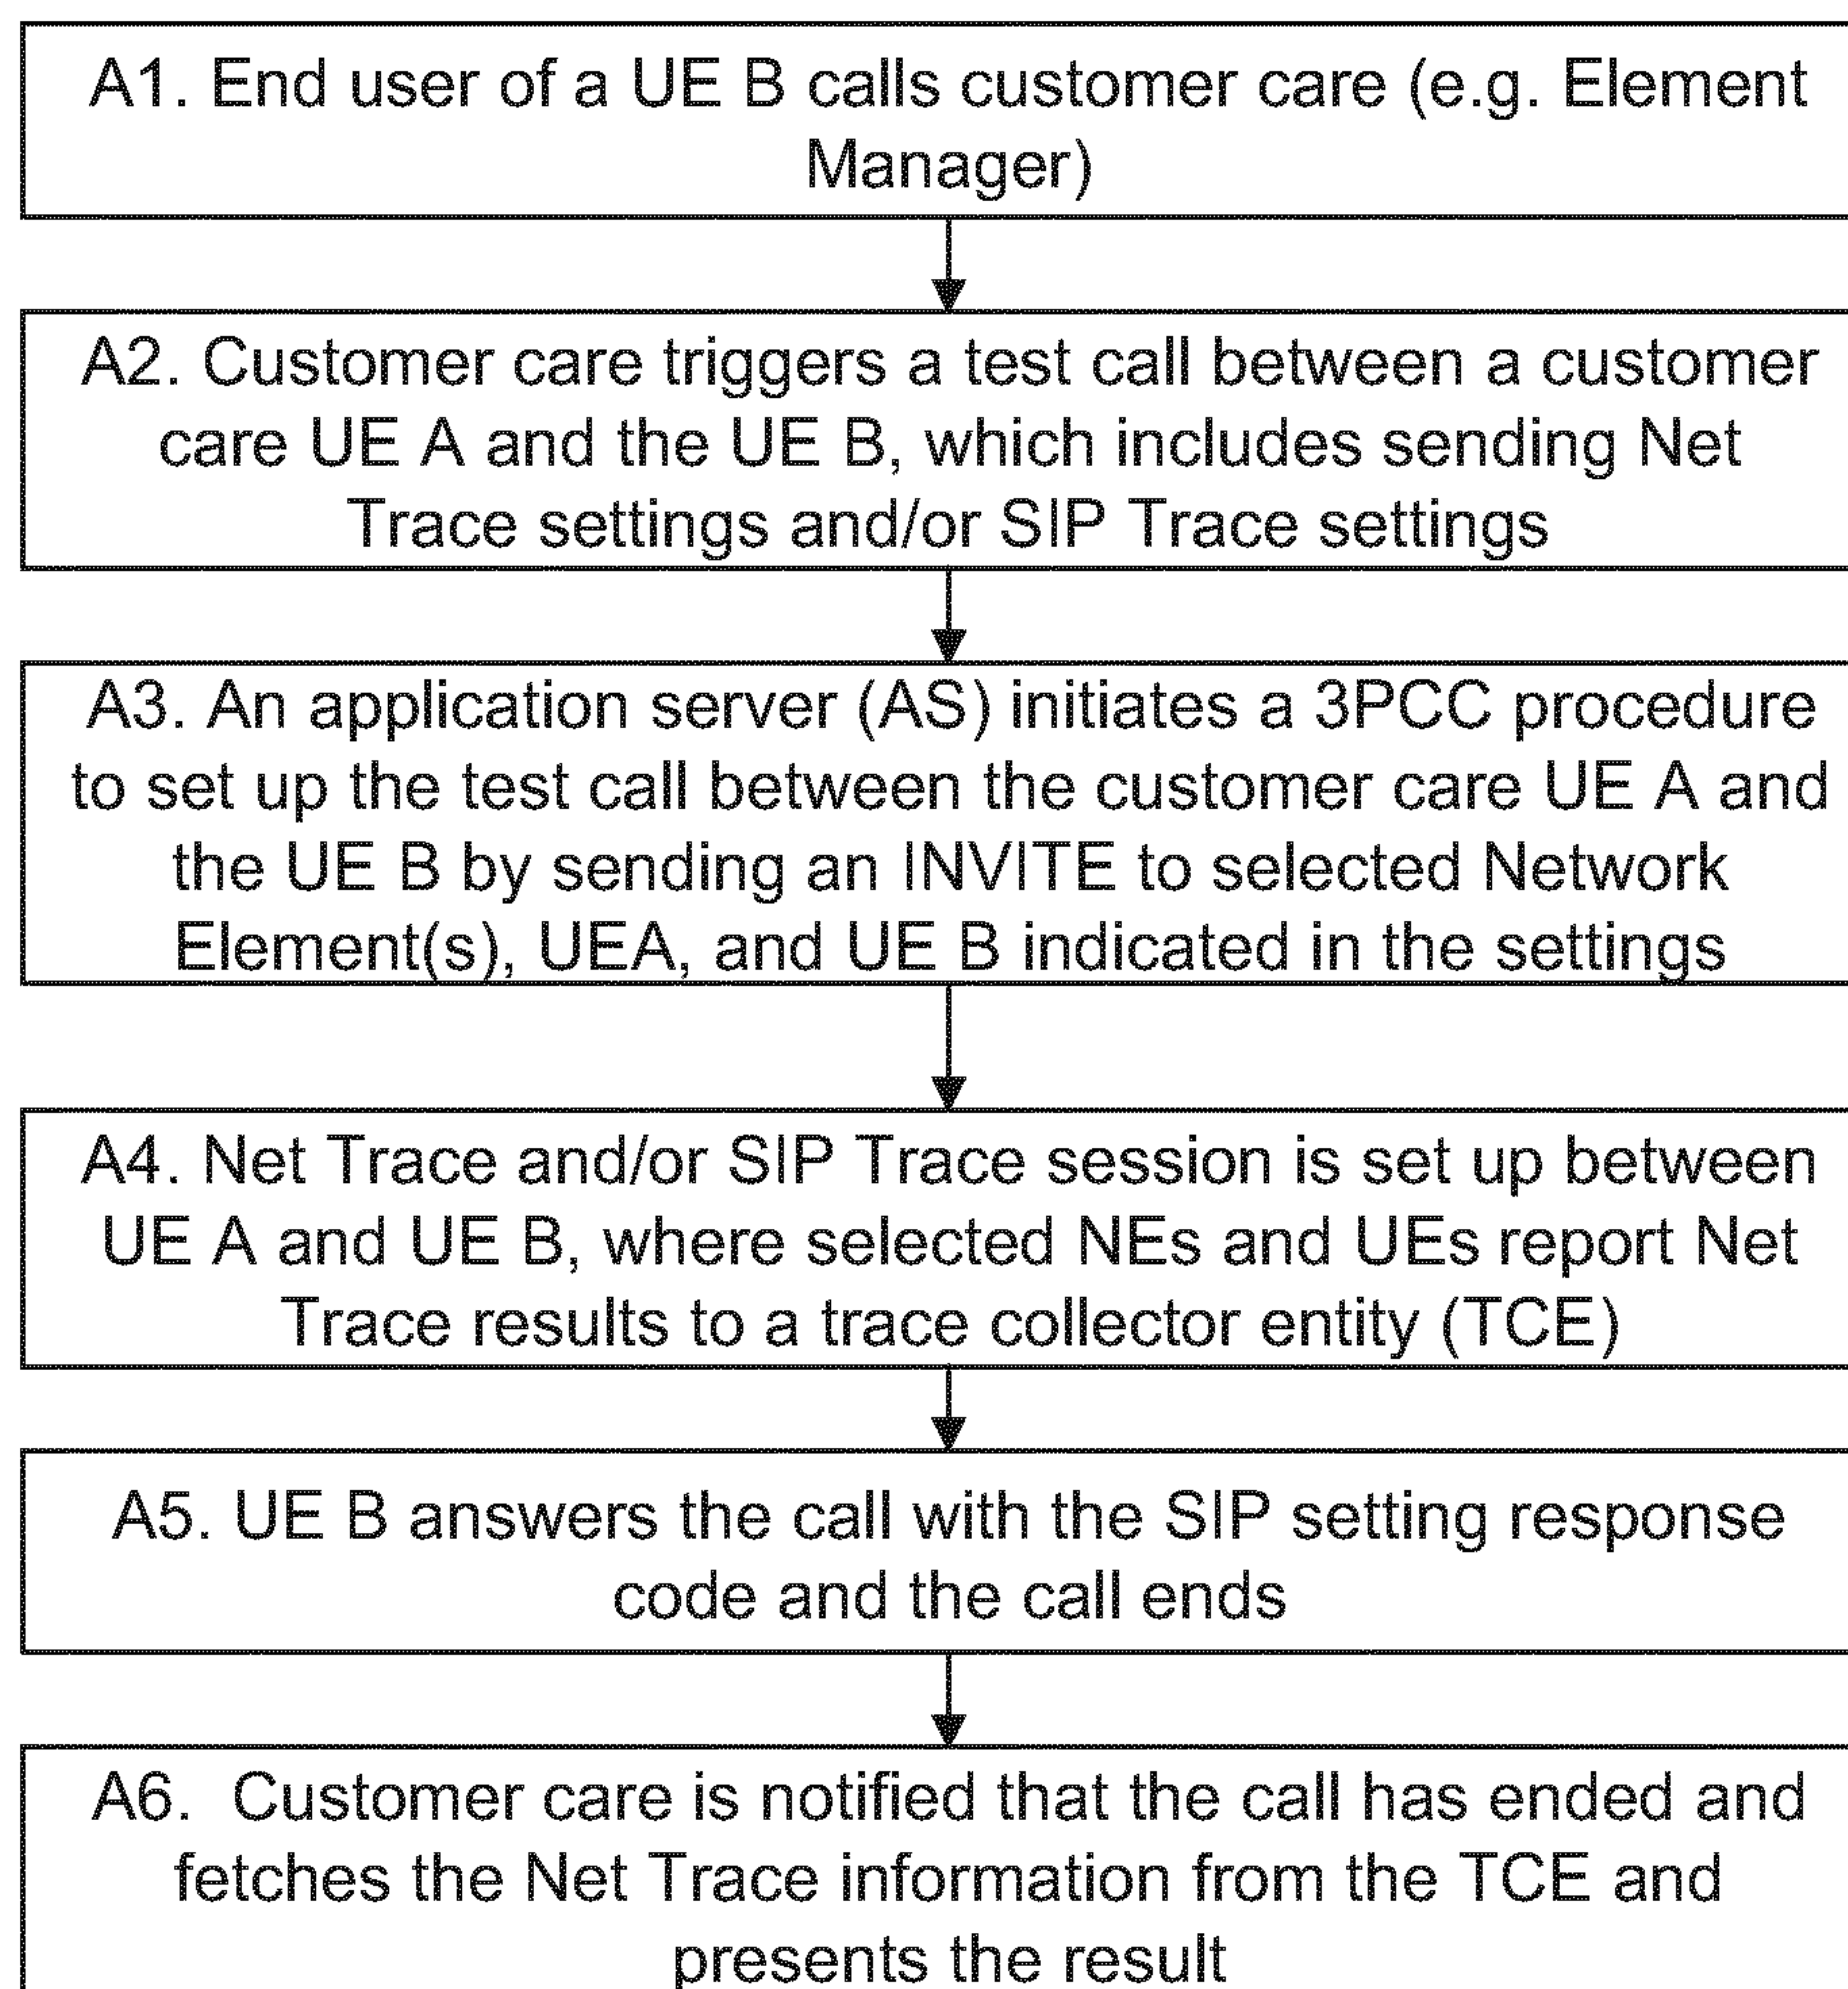 A1. End user of a UE B calls customer care (e.g. Element
Manager)
A2. Customer care triggers a test call between a customer
care UE A and the UE B, which includes sending Net
Trace settings and/or SIP Trace settings
A3. An application server (AS) initiates a 3PCC procedure
to set up the test call between the customer care UE A and
the UE B by sending an INVITE to selected Network
Element(s), UEA, and UE B indicated in the settings
A4. Net Trace and/or SIP Trace session is set up between
UE A and UE B, where selected NEs and UEs report Net
Trace results to a trace collector entity (TCE)
A5. UE B answers the call with the SIP setting response
code and the call ends
A6.  Customer care is notified that the call has ended and
fetches the Net Trace information from the TCE and
presents the result